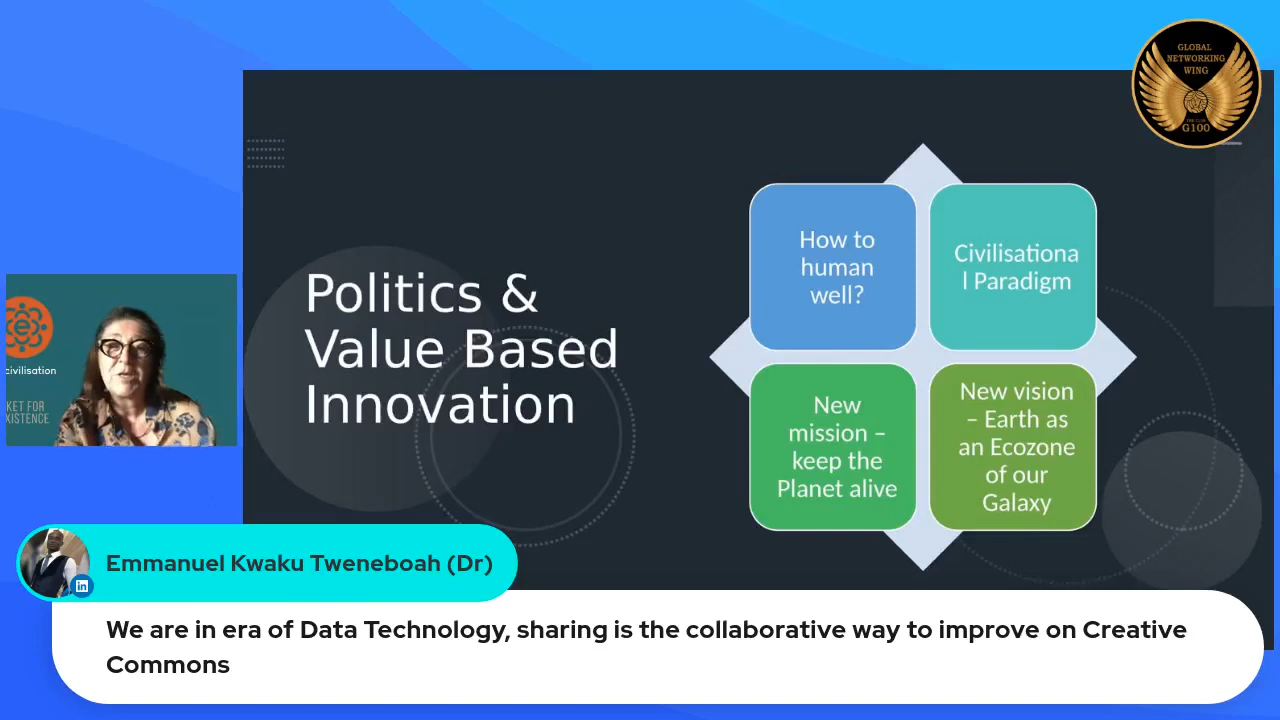 GLOBAL
NETWORKING
WING
G100
Politics &
Value Based
Innovation
How to
human
well?
Civilisationa
l Paradigm
New
mission –
keep the
Planet alive
New vision
– Earth as
an Ecozone
of our
Galaxy
e
civilisation
KET FOR
XISTENCE
Emmanuel Kwaku Tweneboah (Dr)
in
We are in era of Data Technology, sharing is the collaborative way to improve on Creative
Commons